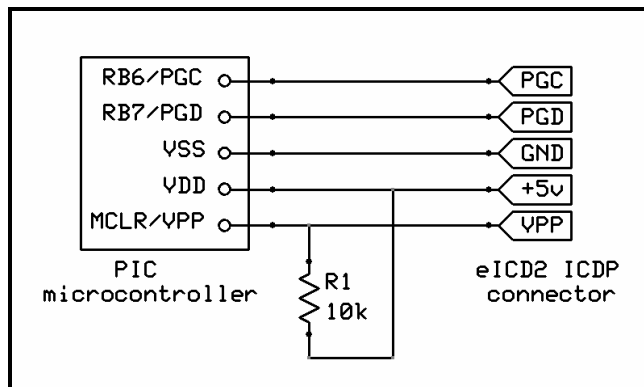 RB6/PGC
PGC
RB7/PGD
PGD
VSS
GND
VDD
+5v
MCLR/VPP
VPP
PIC
microcontroller
R1
10k
eICD2 ICDP
connector